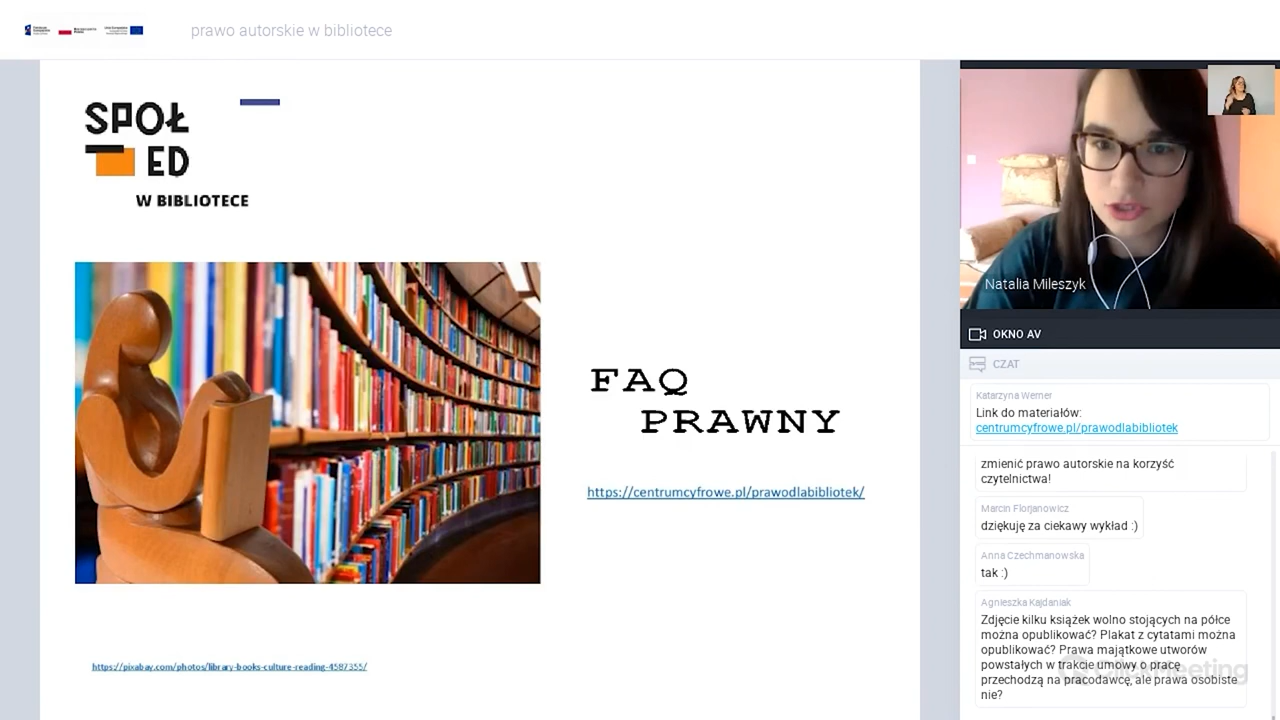 prawo autorskie w bibliotece
SPOŁ
ED
W BIBLIOTECE
FAQ
PRAWNY
https://centrumcyfrowe.pl/prawodlabibliotek/
https://pixabay.com/photos/library-books-culture-reading-4587355/
Natalia Mileszyk
OKNO AV
CZAT
Katarzyna Werner
Link do materiałów:
centrumcyfrowe.pl/prawodlabibliotek
zmienić prawo autorskie na korzyść
czytelnictwa!
Marcin Florjanowicz
dziękuję za ciekawy wykład :)
Anna Czechmanowska
tak :)
Agnieszka Kajdaniak
Zdjęcie kilku książek wolno stojących na półce
można opublikować? Plakat z cytatami można
opublikować? Prawa majątkowe utworów
powstałych w trakcie umowy o pracę
przechodzą na pracodawcę, ale prawa osobiste
nie?
ClickMeeting